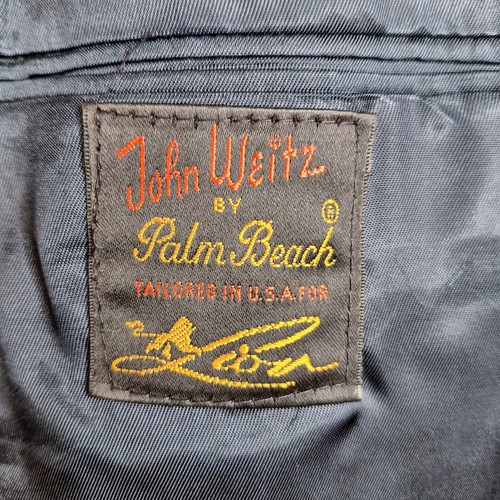 John Weitz
BY
Palm Beach ®
TAILORED IN U.S.A. FOR